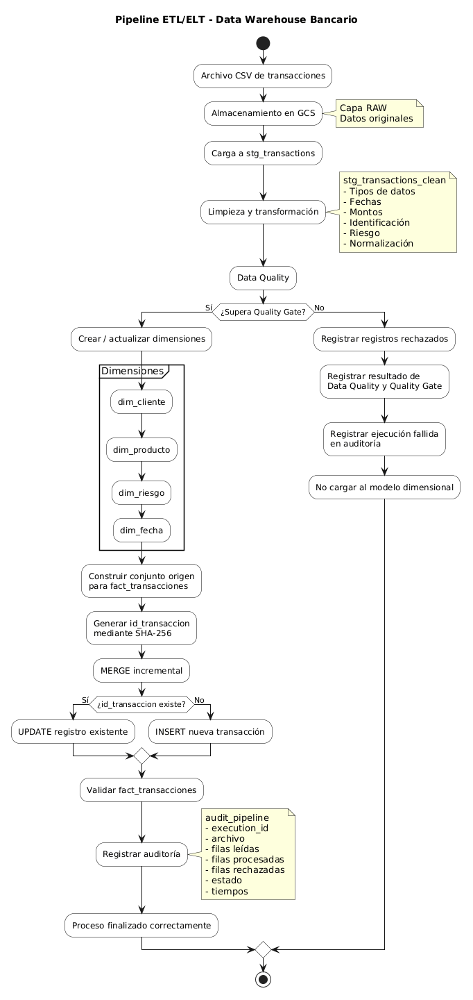 Pipeline ETL/ELT - Data Warehouse Bancario
Archivo CSV de transacciones
Almacenamiento en GCS
Capa RAW
Datos originales
Carga a stg_transactions
Limpieza y transformación
stg_transactions_clean
- Tipos de datos
- Fechas
- Montos
- Identificación
- Riesgo
- Normalización
Data Quality
¿Supera Quality Gate?
Sí
No
Crear / actualizar dimensiones
Dimensiones
dim_cliente
dim_producto
dim_riesgo
dim_fecha
Construir conjunto origen
para fact_transacciones
Generar id_transaccion
mediante SHA-256
MERGE incremental
¿id_transaccion existe?
Sí
No
UPDATE registro existente
INSERT nueva transacción
Validar fact_transacciones
Registrar auditoría
audit_pipeline
- execution_id
- archivo
- filas leídas
- filas procesadas
- filas rechazadas
- estado
- tiempos
Proceso finalizado correctamente
Registrar registros rechazados
Registrar resultado de
Data Quality y Quality Gate
Registrar ejecución fallida
en auditoría
No cargar al modelo dimensional